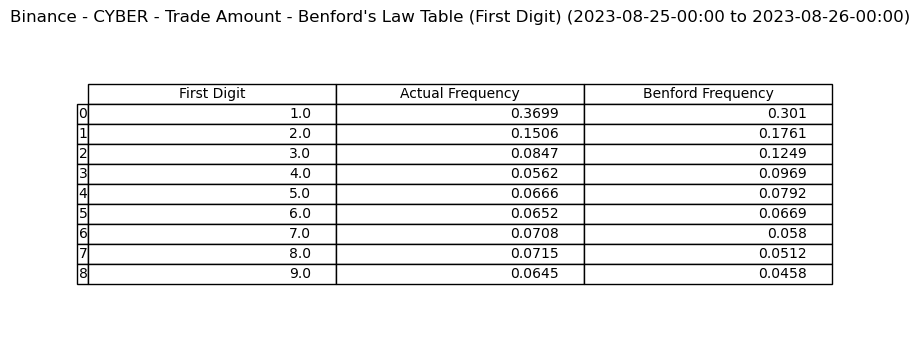 Binance - CYBER - Trade Amount - Benford's Law Table (First Digit) (2023-08-25-00:00 to 2023-08-26-00:00)
First Digit Actual Frequency Benford Frequency
0 1.0 0.3699 0.301
1 2.0 0.1506 0.1761
2 3.0 0.0847 0.1249
3 4.0 0.0562 0.0969
4 5.0 0.0666 0.0792
5 6.0 0.0652 0.0669
6 7.0 0.0708 0.058
7 8.0 0.0715 0.0512
8 9.0 0.0645 0.0458